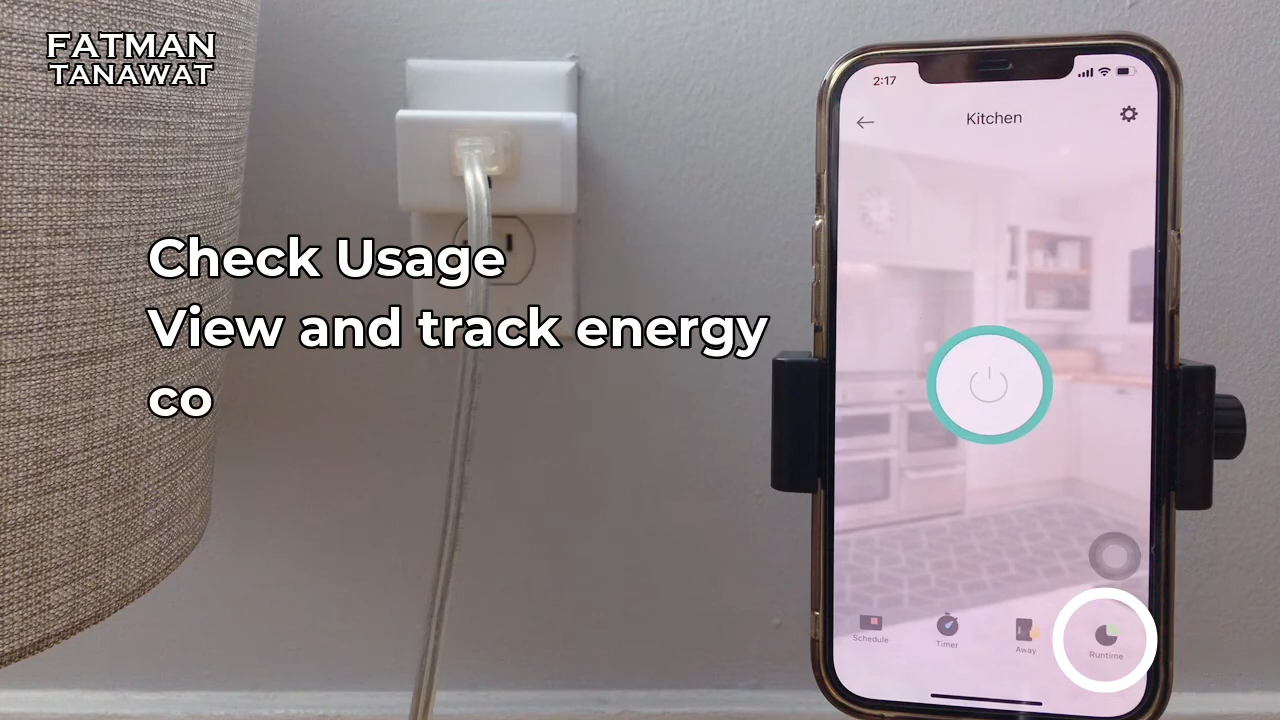 FATMAN
TANAWAT
2:17
Kitchen
Check Usage
View and track energy
co
Schedule
Timer
Away
Runtime